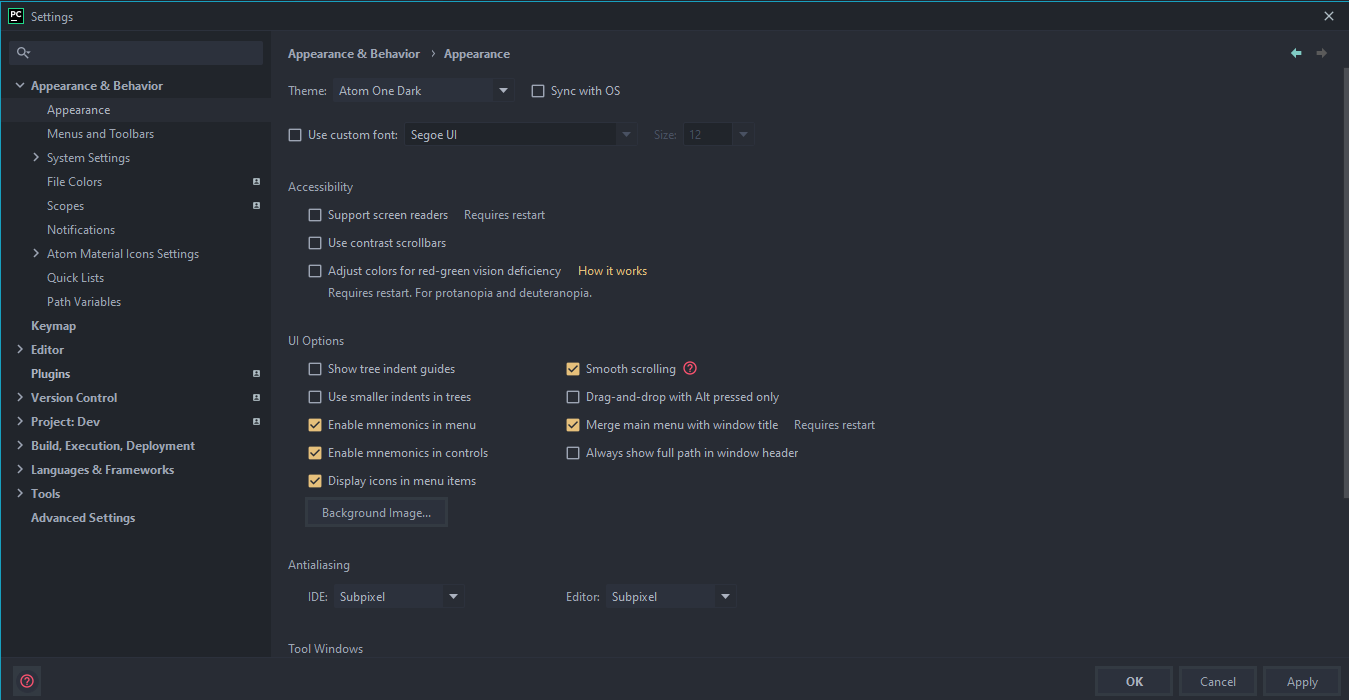 PC Settings
Appearance & Behavior
Appearance
Menus and Toolbars
System Settings
File Colors
Scopes
Notifications
Atom Material Icons Settings
Quick Lists
Path Variables
Keymap
Editor
Plugins
Version Control
Project: Dev
Build, Execution, Deployment
Languages & Frameworks
Tools
Advanced Settings
Appearance & Behavior › Appearance
Theme: Atom One Dark Sync with OS
Use custom font: Segoe UI Size: 12
Accessibility
Support screen readers Requires restart
Use contrast scrollbars
Adjust colors for red-green vision deficiency How it works
Requires restart. For protanopia and deuteranopia.
UI Options
Show tree indent guides Smooth scrolling ?
Use smaller indents in trees Drag-and-drop with Alt pressed only
Enable mnemonics in menu Merge main menu with window title Requires restart
Enable mnemonics in controls Always show full path in window header
Display icons in menu items
Background Image...
Antialiasing
IDE: Subpixel Editor: Subpixel
Tool Windows
? OK Cancel Apply